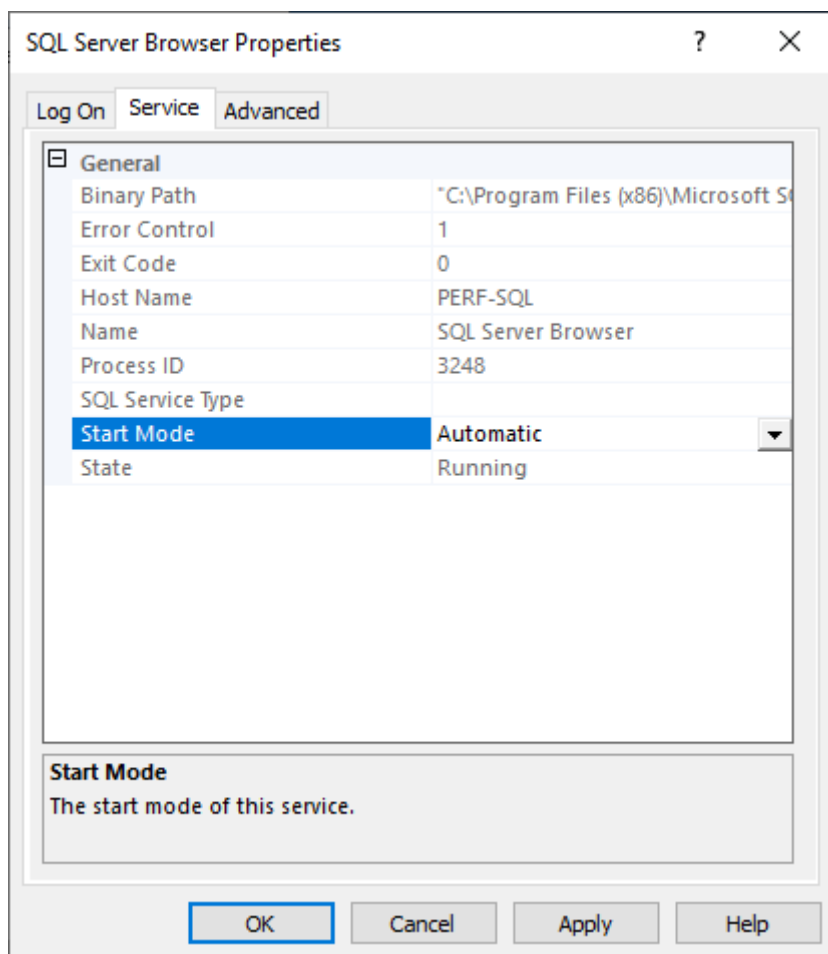 SQL Server Browser Properties ?
Log On Service Advanced
General
Binary Path "C:\Program Files (x86)\Microsoft
Error Control 1
Exit Code 0
Host Name PERF-SQL
Name SQL Server Browser
Process ID 3248
SQL Service Type
Start Mode Automatic
State Running
Start Mode
The start mode of this service.
OK Cancel Apply Help